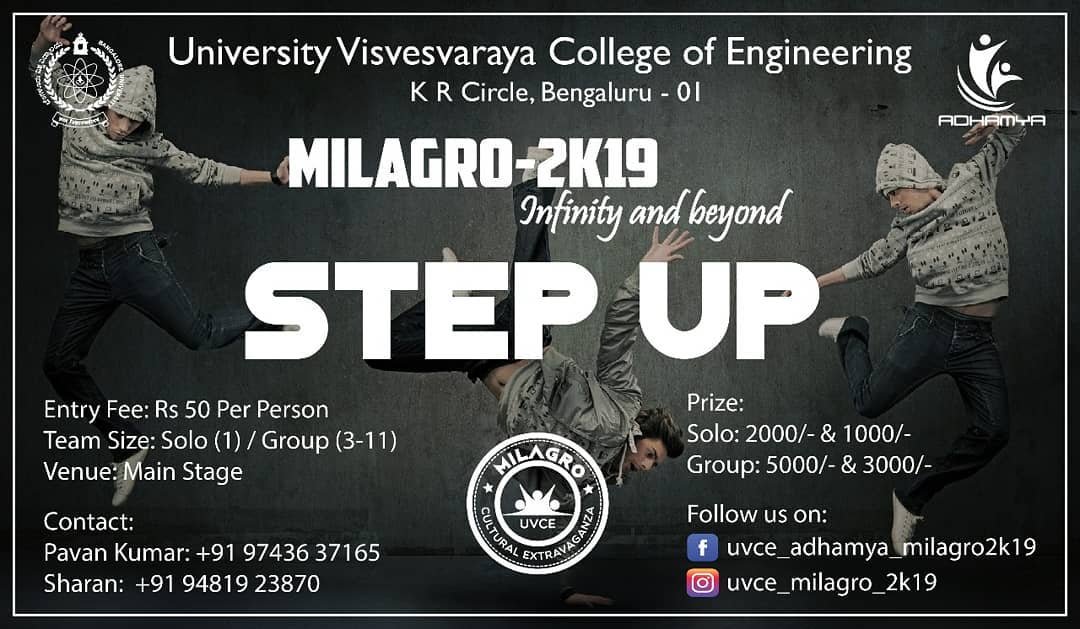 University Visvesvaraya College of Engineering
K R Circle, Bengaluru - 01
ADHAMYA
MILAGRO-2K19
Infinity and beyond
STEP UP
Entry Fee: Rs 50 Per Person
Team Size: Solo (1) / Group (3-11)
Venue: Main Stage
Contact:
Pavan Kumar: +91 97436 37165
Sharan: +91 94819 23870
MILAGRO
UVCE
CULTURAL EXTRAVAGANZA
Prize:
Solo: 2000/- & 1000/-
Group: 5000/- & 3000/-
Follow us on:
f uvce_adhamya_milagro2k19
uvce_milagro_2k19